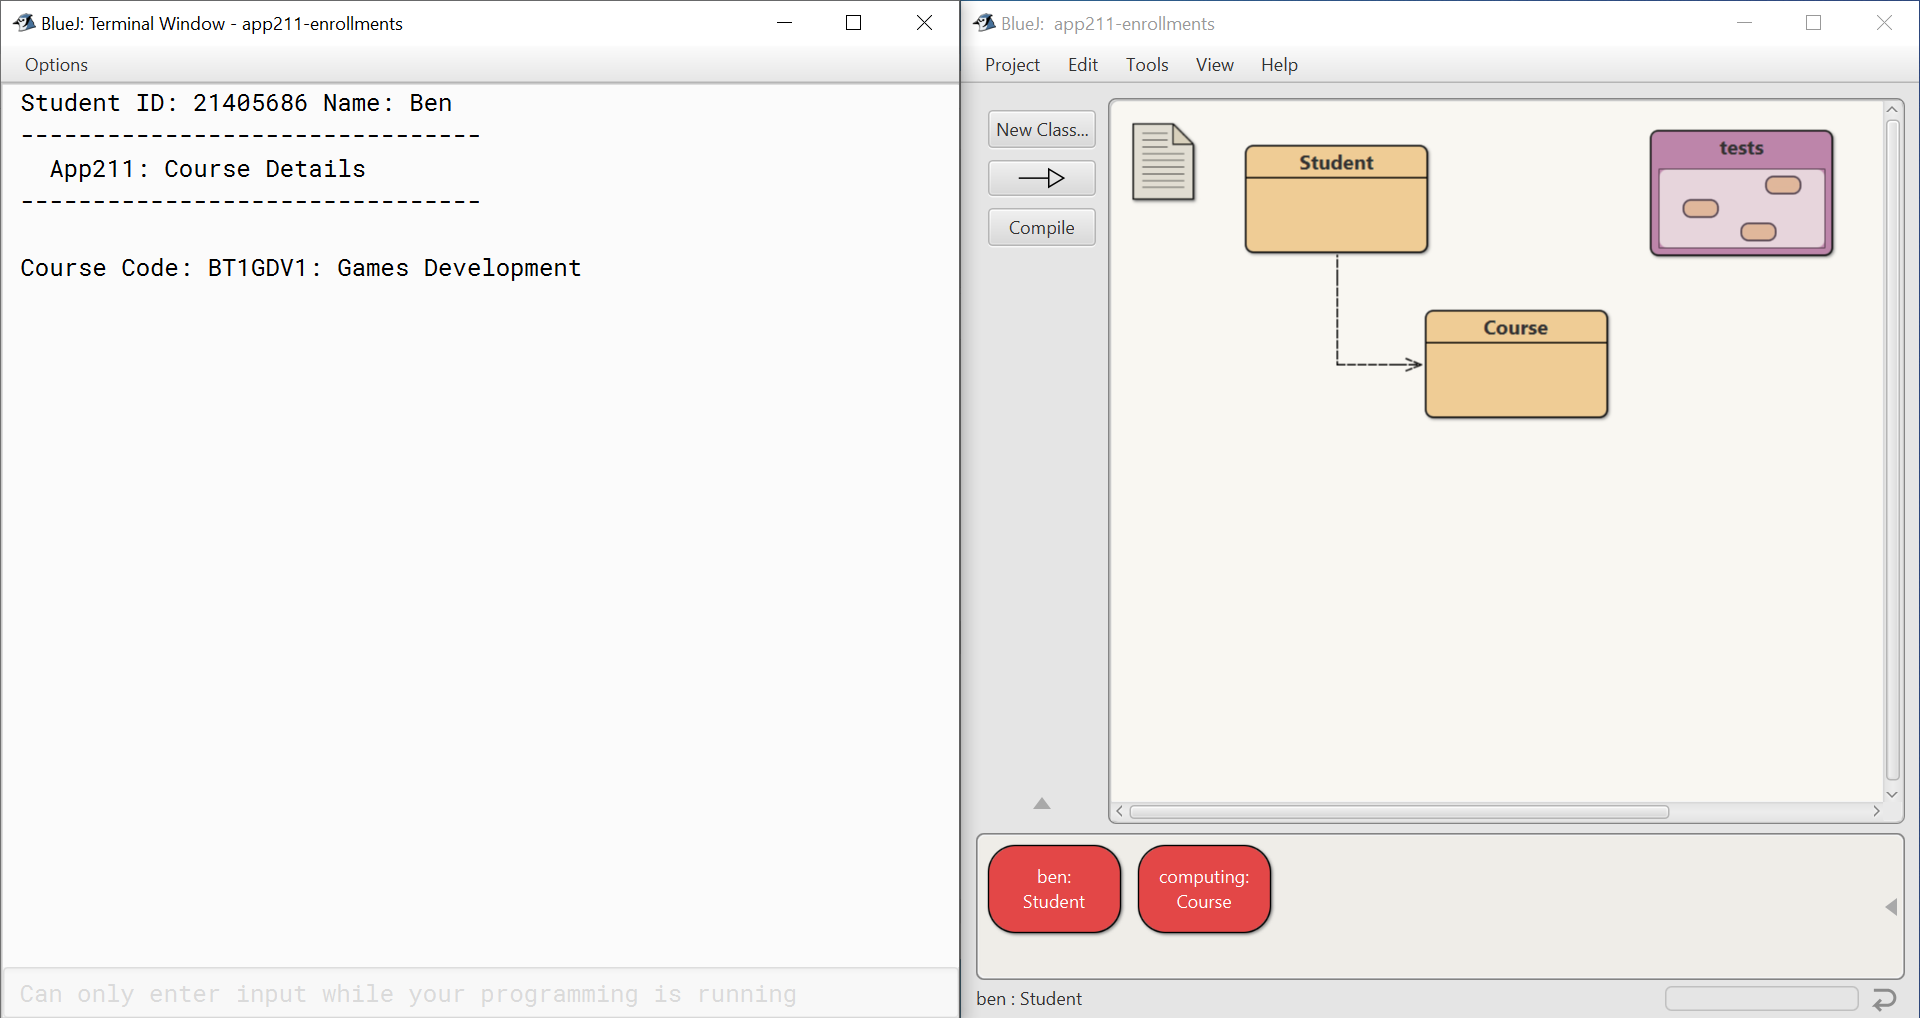 BlueJ: Terminal Window - app211-enrollments
Options
Student ID: 21405686 Name: Ben
--------------------------------
App211: Course Details
--------------------------------
Course Code: BT1GDV1: Games Development
Can only enter input while your programming is running
BlueJ: app211-enrollments
Project Edit Tools View Help
New Class...
Compile
Student
tests
Course
ben:
Student
computing:
Course
ben : Student